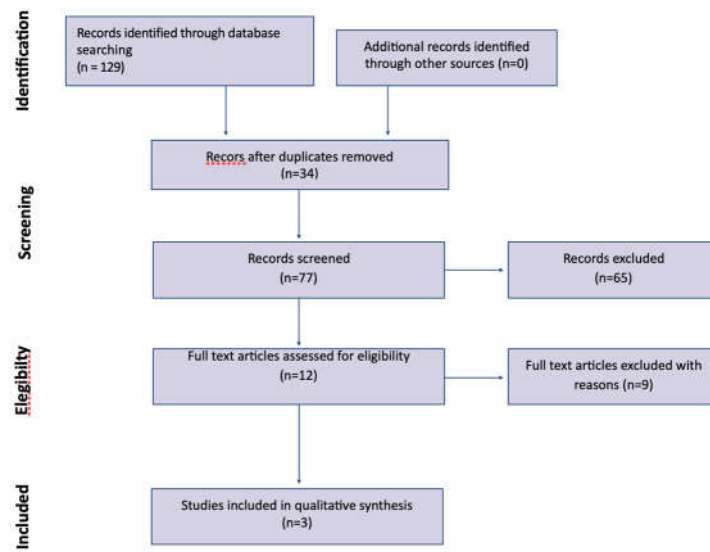 Identification
Records identified through database
searching
(n = 129)
Additional records identified
through other sources (n=0)
Recors after duplicates removed
(n=34)
Screening
Records screened
(n=77)
Records excluded
(n=65)
Elegibilty
Full text articles assessed for eligibility
(n=12)
Full text articles excluded with
reasons (n=9)
Included
Studies included in qualitative synthesis
(n=3)